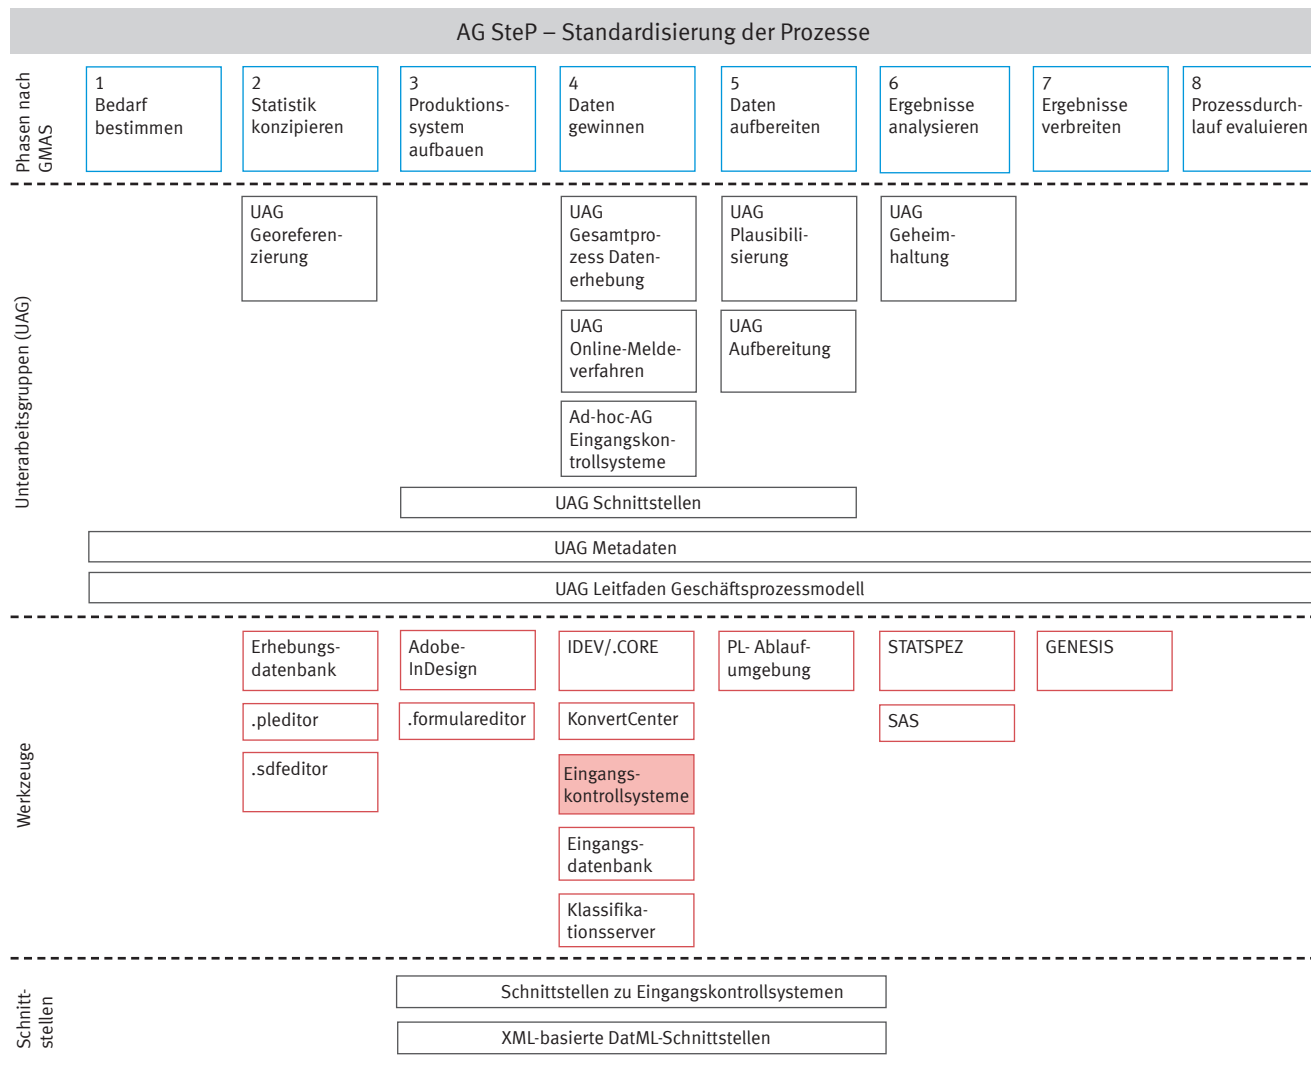 AG SteP – Standardisierung der Prozesse
Phasen nach
GMAS
1
Bedarf
bestimmen
2
Statistik
konzipieren
3
Produktions-
system
aufbauen
4
Daten
gewinnen
5
Daten
aufbereiten
6
Ergebnisse
analysieren
7
Ergebnisse
verbreiten
8
Prozessdurch-
lauf evaluieren
Unterarbeitsgruppen (UAG)
UAG
Georeferen-
zierung
UAG
Gesamtpro-
zess Daten-
erhebung
UAG
Plausibili-
sierung
UAG
Geheim-
haltung
UAG
Online-Melde-
verfahren
UAG
Aufbereitung
Ad-hoc-AG
Eingangskon-
trollsysteme
UAG Schnittstellen
UAG Metadaten
UAG Leitfaden Geschäftsprozessmodell
Werkzeuge
Erhebungs-
datenbank
Adobe-
InDesign
IDEV/.CORE
PL- Ablauf-
umgebung
STATSPEZ
GENESIS
.pleditor
.formulareditor
KonvertCenter
SAS
.sdfeditor
Eingangs-
kontrollsysteme
Eingangs-
datenbank
Klassifika-
tionsserver
Schnitt-
stellen
Schnittstellen zu Eingangskontrollsystemen
XML-basierte DatML-Schnittstellen